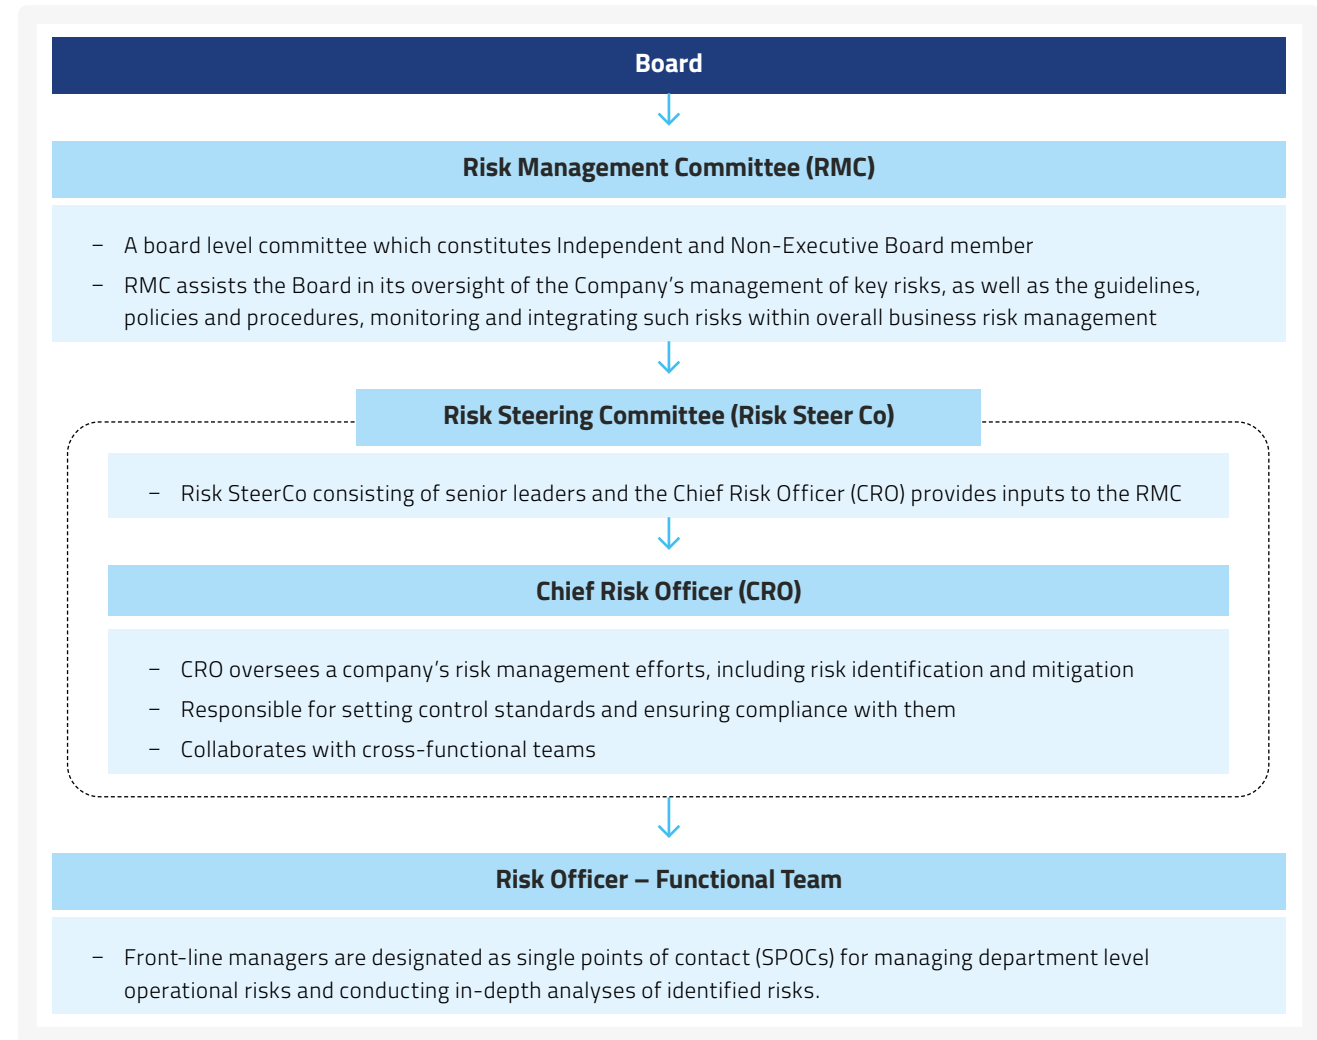 Board
Risk Management Committee (RMC)
– A board level committee which constitutes Independent and Non-Executive Board member
– RMC assists the Board in its oversight of the Company’s management of key risks, as well as the guidelines,
policies and procedures, monitoring and integrating such risks within overall business risk management
Risk Steering Committee (Risk Steer Co)
– Risk SteerCo consisting of senior leaders and the Chief Risk Officer (CRO) provides inputs to the RMC
Chief Risk Officer (CRO)
– CRO oversees a company’s risk management efforts, including risk identification and mitigation
– Responsible for setting control standards and ensuring compliance with them
– Collaborates with cross-functional teams
Risk Officer – Functional Team
– Front-line managers are designated as single points of contact (SPOCs) for managing department level
operational risks and conducting in-depth analyses of identified risks.